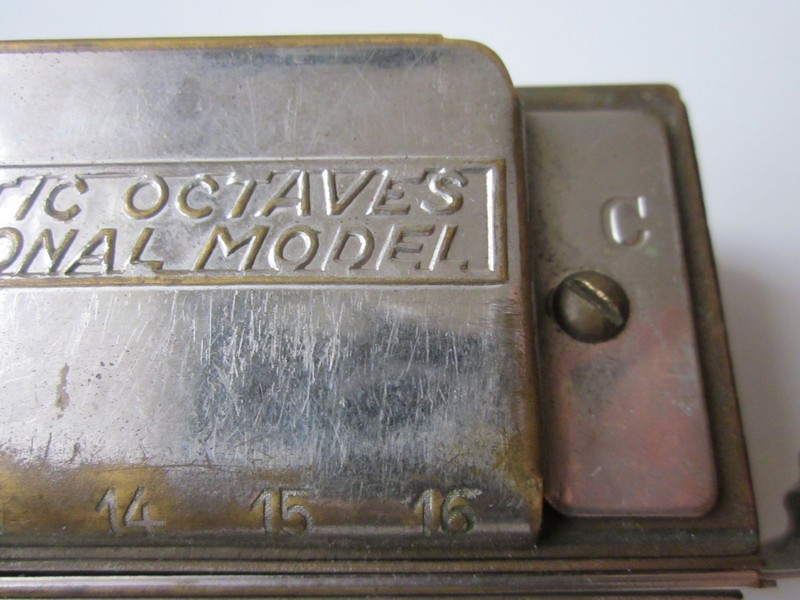 TIC OCTAVES
ONAL MODEL
C
14 15 16